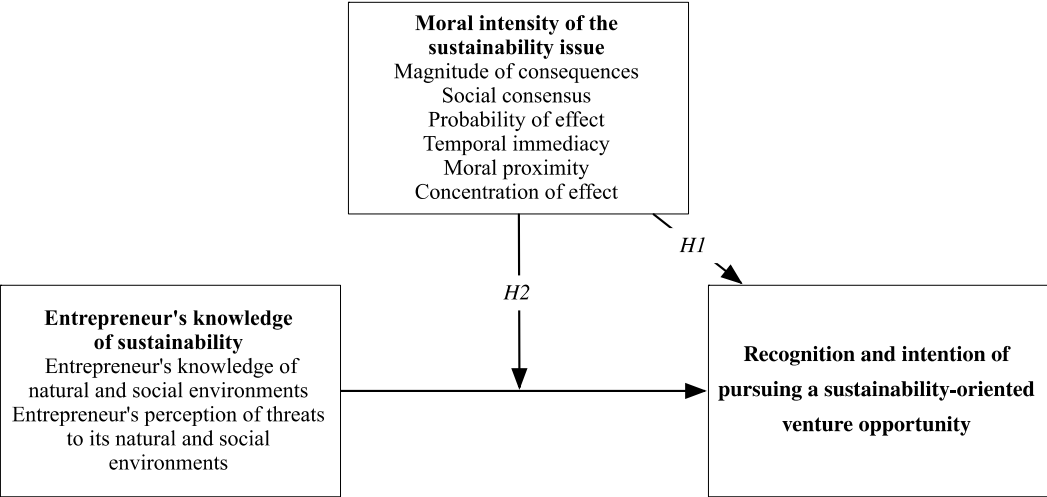 Moral intensity of the
sustainability issue
Magnitude of consequences
Social consensus
Probability of effect
Temporal immediacy
Moral proximity
Concentration of effect
H1
H2
Entrepreneur's knowledge
of sustainability
Entrepreneur's knowledge of
natural and social environments
Entrepreneur's perception of threats
to its natural and social
environments
Recognition and intention of
pursuing a sustainability-oriented
venture opportunity